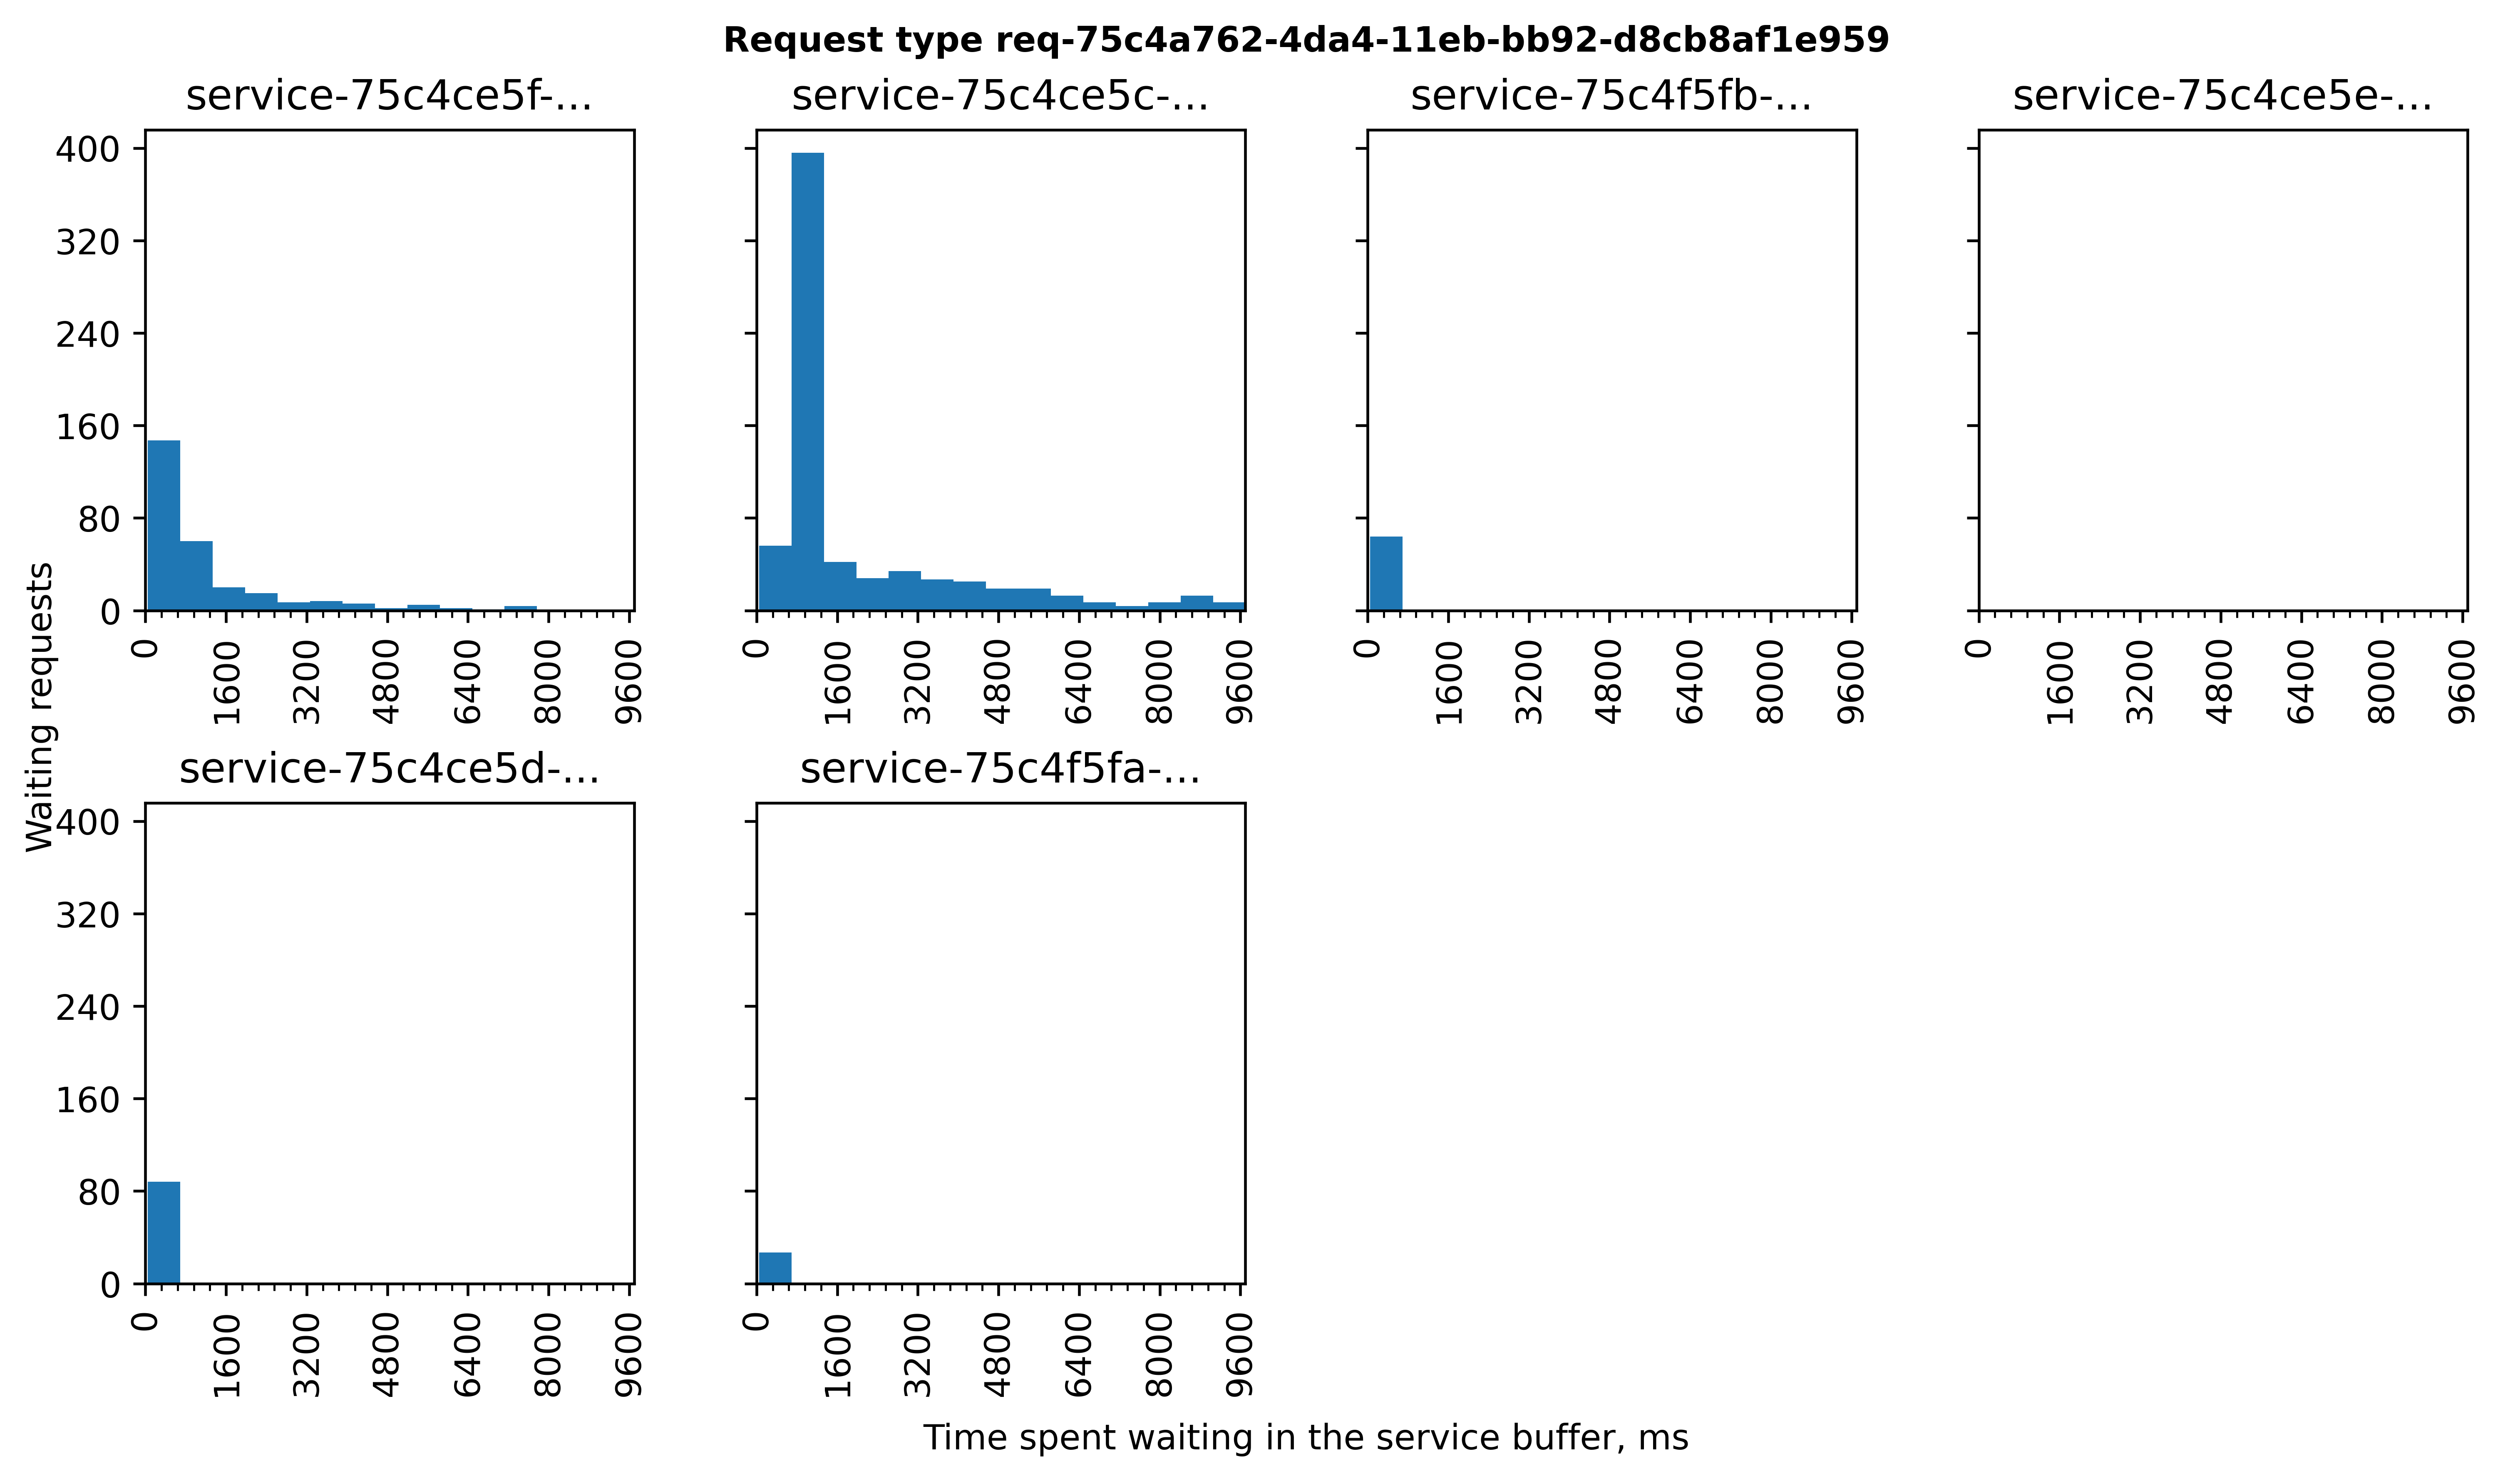 Request type req-75c4a762-4da4-11eb-bb92-d8cb8af1e959
service-75c4ce5f-...
service-75c4ce5c-...
service-75c4f5fb-...
service-75c4ce5e-...
400
320
240
160
80
0
0 1600 3200 4800 6400 8000 9600
0 1600 3200 4800 6400 8000 9600
0 1600 3200 4800 6400 8000 9600
0 1600 3200 4800 6400 8000 9600
Waiting requests
service-75c4ce5d-...
service-75c4f5fa-...
400
320
240
160
80
0
0 1600 3200 4800 6400 8000 9600
0 1600 3200 4800 6400 8000 9600
Time spent waiting in the service buffer, ms